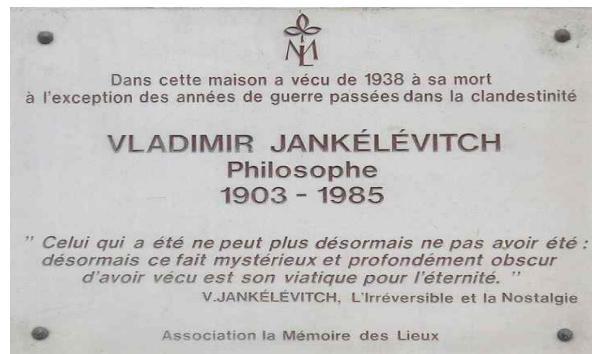 Dans cette maison a vécu de 1938 à sa mort
à l'exception des années de guerre passées dans la clandestinité
VLADIMIR JANKÉLÉVITCH
Philosophe
1903 - 1985
" Celui qui a été ne peut plus désormais ne pas avoir été :
désormais ce fait mystérieux et profondément obscur
d'avoir vécu est son viatique pour l'éternité. "
V.JANKÉLÉVITCH, L'Irréversible et la Nostalgie
Association la Mémoire des Lieux